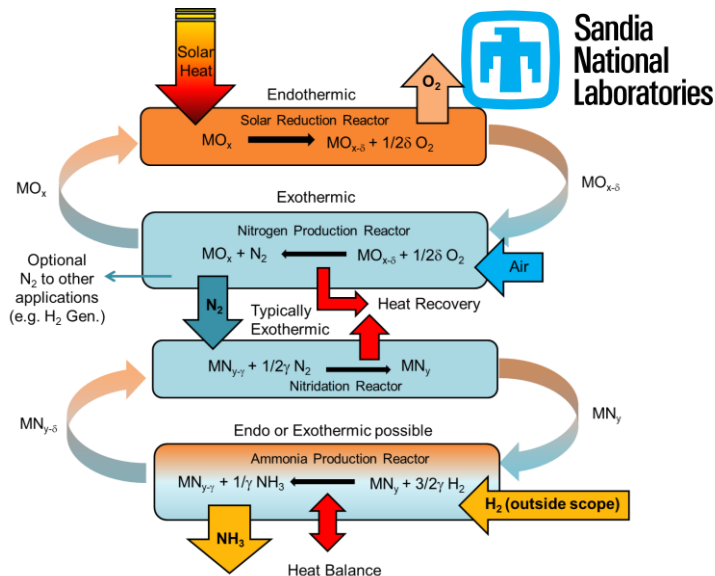 Solar
Heat
O₂
Sandia
National
Laboratories
Endothermic
Solar Reduction Reactor
MOₓ → MOₓ₋δ + 1/2δ O₂
MOₓ
MOₓ₋δ
Exothermic
Nitrogen Production Reactor
MOₓ + N₂ ← MOₓ₋δ + 1/2δ O₂
Air
Optional
N₂ to other
applications
(e.g. H₂ Gen.)
N₂
Heat Recovery
Typically
Exothermic
MNy-γ + 1/2γ N₂ → MNy
Nitridation Reactor
MNy-δ
MNy
Endo or Exothermic possible
Ammonia Production Reactor
MNy-γ + 1/γ NH₃ ← MNy + 3/2γ H₂
H₂ (outside scope)
NH₃
Heat Balance